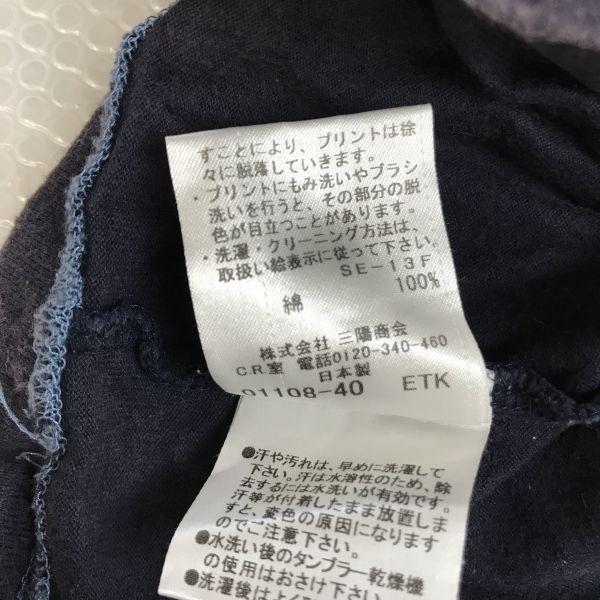 すことにより、プリントは徐
々に脱落していきます。
・プリントにもみ洗いやブラシ
洗いを行うと、その部分の脱
色が目立つことがあります。
・洗濯・クリーニング方法は、
取扱い絵表示に従って下さい。
SE-13F
綿 100%
株式会社 三陽商会
C.R.室 電話0120-340-460
日本製
01108-40 ETK
●汗や汚れは、早めに洗濯して
下さい。汗は水溶性のため、除
去するには水洗いが有効です。
汗等が付着したまま放置しま
すと、変色の原因になります
のでご注意下さい。
●水洗い後のタンブラー乾燥機
の使用はおさけ下さい。
●洗濯後は